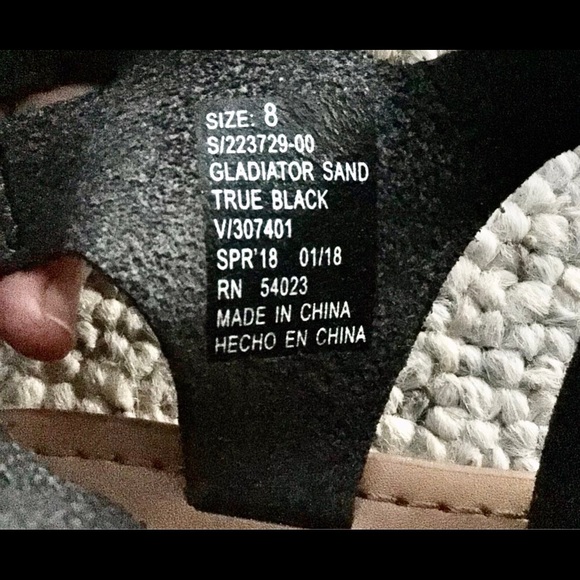 SIZE: 8
S/223729-00
GLADIATOR SAND
TRUE BLACK
V/307401
SPR'18 01/18
RN 54023
MADE IN CHINA
HECHO EN CHINA